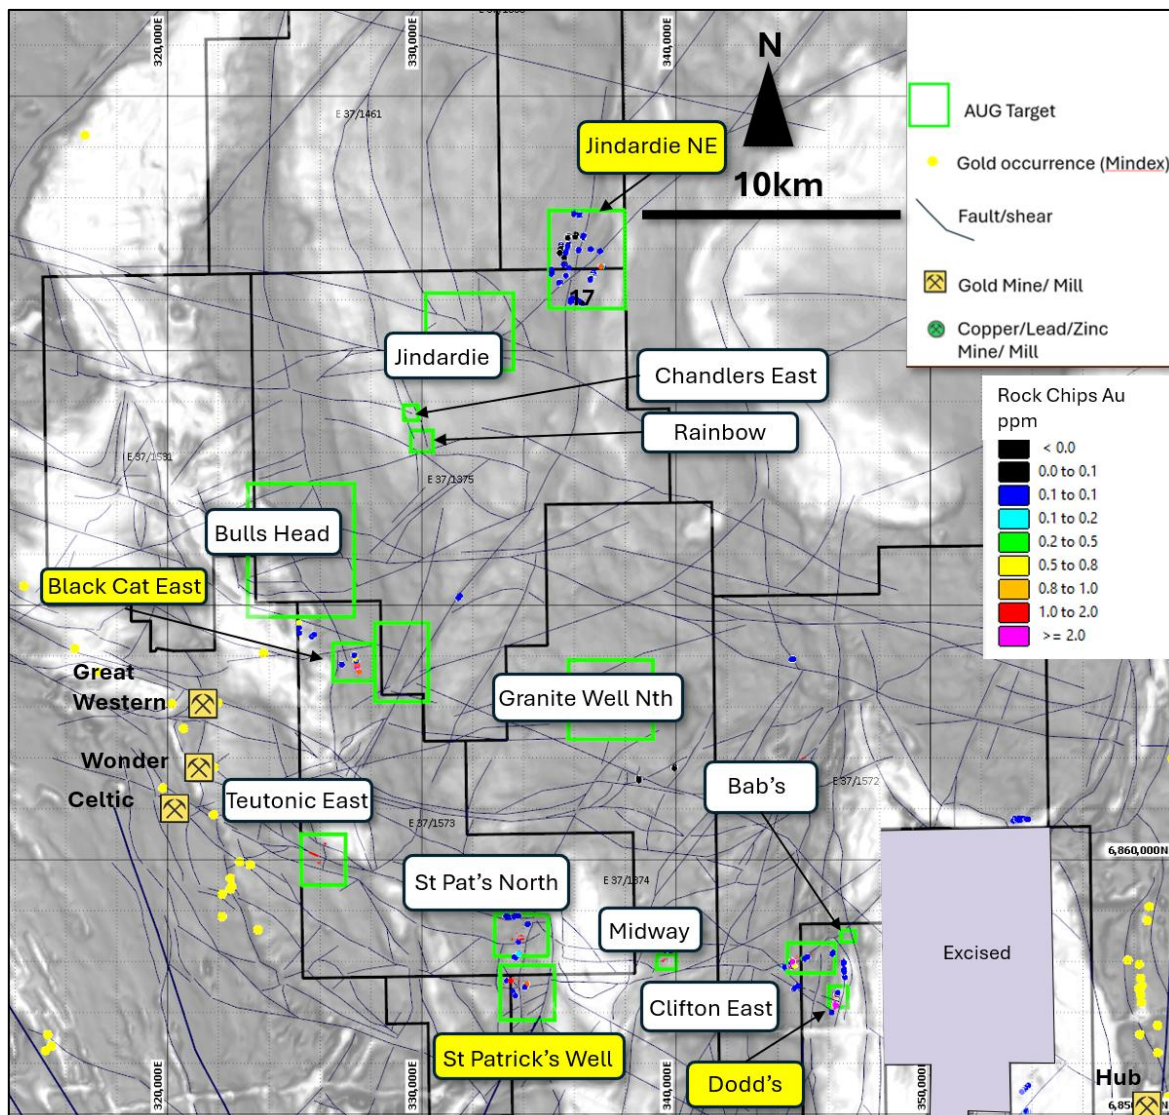 320,000E
330,000E
340,000E
N
10km
E 37/1461
Jindardie NE
AUG Target
Gold occurrence (Mindex)
Fault/shear
Gold Mine/ Mill
Copper/Lead/Zinc
Mine/ Mill
17
Jindardie
Chandlers East
Rainbow
Rock Chips Au
ppm
< 0.0
0.0 to 0.1
0.1 to 0.1
0.1 to 0.2
0.2 to 0.5
0.5 to 0.8
0.8 to 1.0
1.0 to 2.0
>= 2.0
E 37/1531
E 37/1375
Bulls Head
Black Cat East
Great
Western
Granite Well Nth
Wonder
Celtic
Teutonic East
Bab's
E 37/1572
E 37/1573
6,860,000N
St Pat's North
Midway
Excised
Clifton East
St Patrick's Well
Dodd's
Hub
320,000E
330,000E
340,000E
350,000